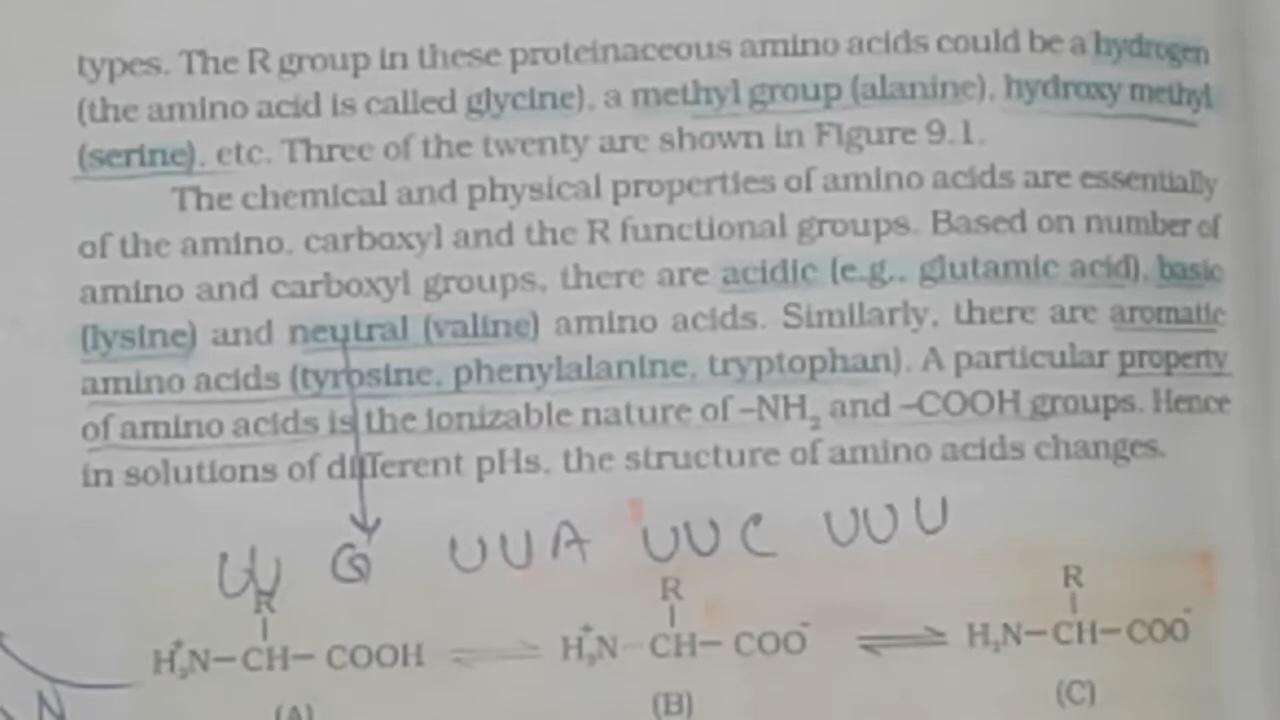 types. The R group in these proteinaceous amino acids could be a hydrogen
(the amino acid is called glycine), a methyl group (alanine), hydroxy methyl
(serine), etc. Three of the twenty are shown in Figure 9.1.
The chemical and physical properties of amino acids are essentially
of the amino, carboxyl and the R functional groups. Based on number of
amino and carboxyl groups, there are acidic (e.g., glutamic acid), basic
(lysine) and neutral (valine) amino acids. Similarly, there are aromatic
amino acids (tyrosine, phenylalanine, tryptophan). A particular property
of amino acids is the ionizable nature of –NH₂ and –COOH groups. Hence
in solutions of different pHs, the structure of amino acids changes.
UU G UUA UUC UUU
R R R
H₃⁺N–CH–COOH ⇌ H₃⁺N–CH–COO⁻ ⇌ H₂N–CH–COO⁻
(A) (B) (C)
N